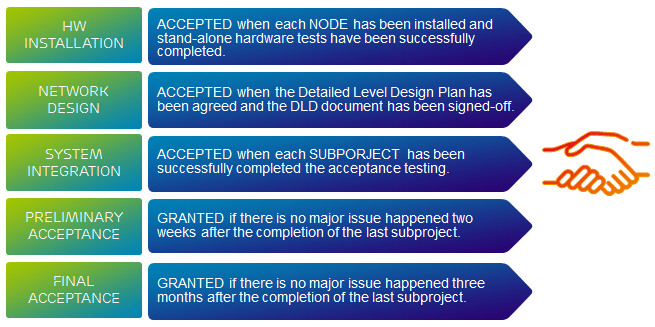 HW
INSTALLATION
ACCEPTED when each NODE has been installed and
stand-alone hardware tests have been successfully
completed.
NETWORK
DESIGN
ACCEPTED when the Detailed Level Design Plan has
been agreed and the DLD document has been signed-off.
SYSTEM
INTEGRATION
ACCEPTED when each SUBPORJECT has been
successfully completed the acceptance testing.
PRELIMINARY
ACCEPTANCE
GRANTED if there is no major issue happened two
weeks after the completion of the last subproject.
FINAL
ACCEPTANCE
GRANTED if there is no major issue happened three
months after the completion of the last subproject.